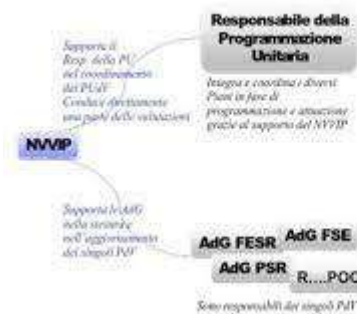 Responsabile della
Programmazione
Unitaria
Supporta il
Resp. della PU
nel coordinamento
dei PUdV
Conduce direttamente
una parte delle valutazioni
Integra e coordina i diversi
Piani in fase di
programmazione e attuazione
grazie al supporto del NVVIP
NVVIP
Supporta le AdG
nella stesura e
nell'aggiornamento
dei singoli PdV
AdG FESR
AdG FSE
AdG PSR
R....POC
Sono responsabili dei singoli PdV